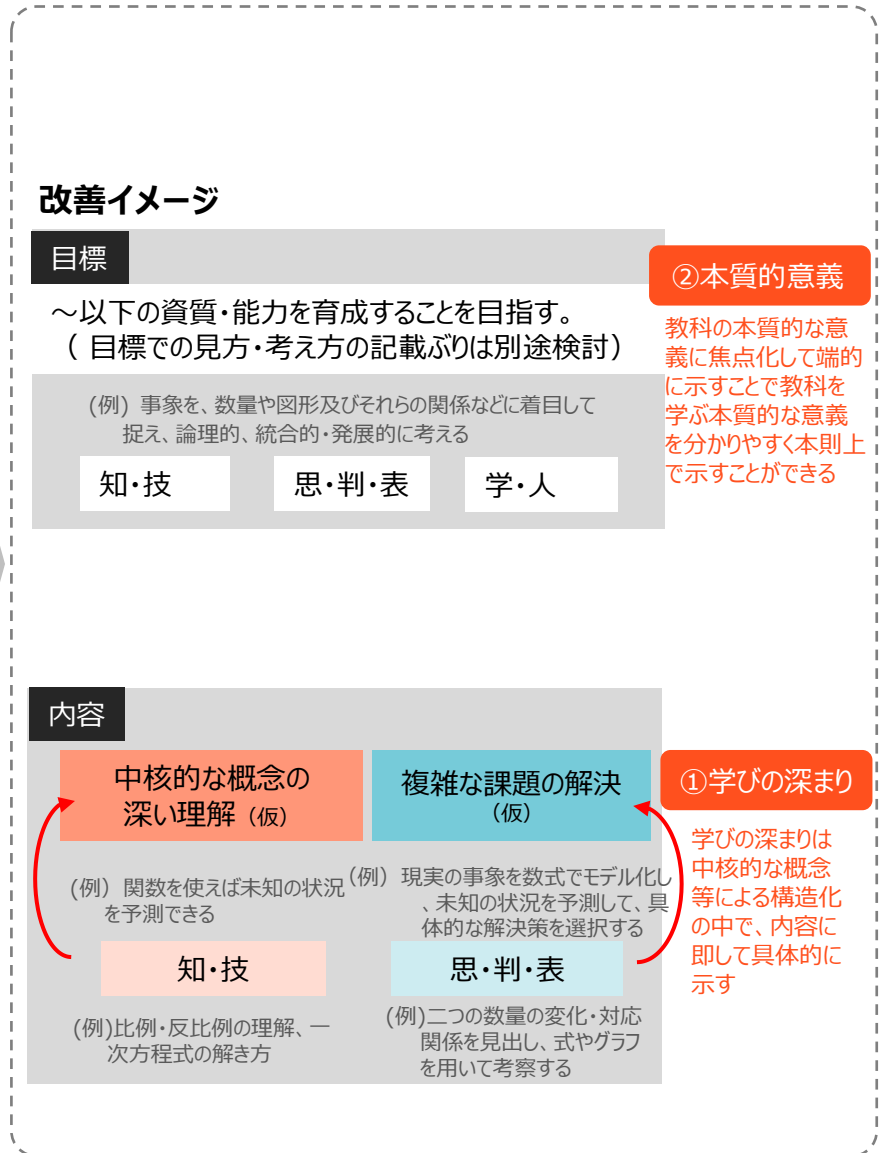 改善イメージ
目標
～以下の資質・能力を育成することを目指す。
（ 目標での見方・考え方の記載ぶりは別途検討）
(例) 事象を、数量や図形及びそれらの関係などに着目して
捉え、論理的、統合的・発展的に考える
知・技
思・判・表
学・人
②本質的意義
教科の本質的な意
義に焦点化して端的
に示すことで教科を
学ぶ本質的な意義
を分かりやすく本則上
で示すことができる
内容
中核的な概念の
深い理解（仮）
複雑な課題の解決
（仮）
(例) 関数を使えば未知の状況
を予測できる
(例) 現実の事象を数式でモデル化し
、未知の状況を予測して、具
体的な解決策を選択する
知・技
思・判・表
(例)比例・反比例の理解、一
次方程式の解き方
(例)二つの数量の変化・対応
関係を見出し、式やグラフ
を用いて考察する
①学びの深まり
学びの深まりは
中核的な概念
等による構造化
の中で、内容に
即して具体的に
示す